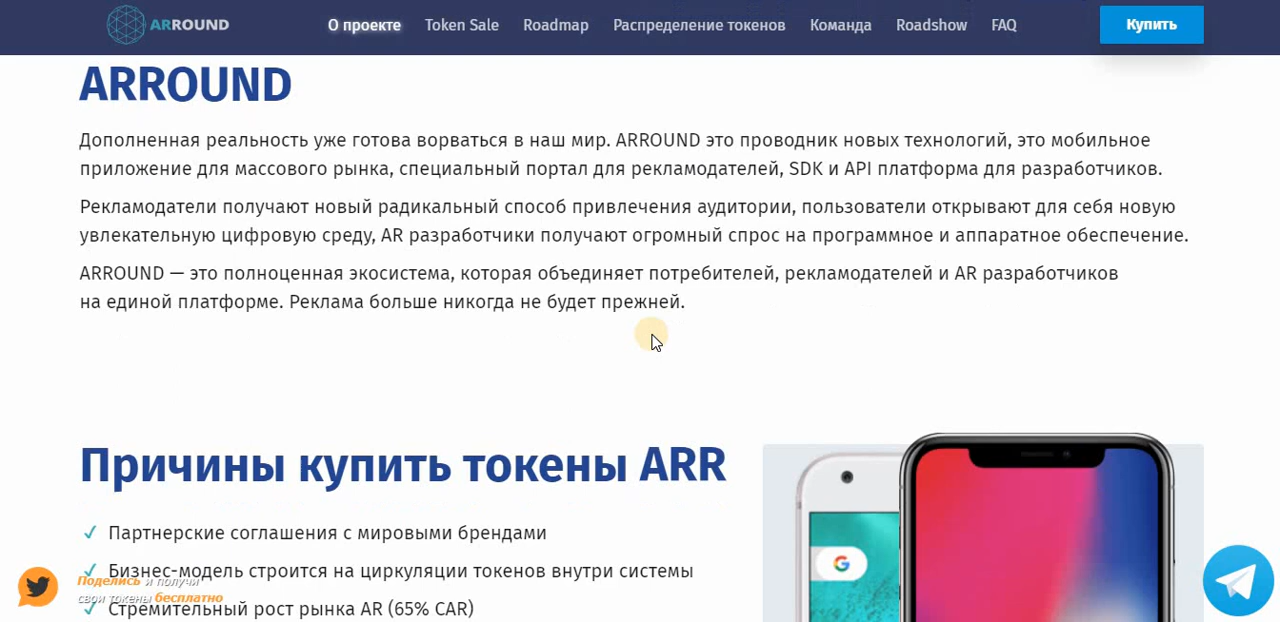 ARROUND
О проекте
Token Sale
Roadmap
Распределение токенов
Команда
Roadshow
FAQ
Купить
ARROUND
Дополненная реальность уже готова ворваться в наш мир. ARROUND это проводник новых технологий, это мобильное
приложение для массового рынка, специальный портал для рекламодателей, SDK и API платформа для разработчиков.
Рекламодатели получают новый радикальный способ привлечения аудитории, пользователи открывают для себя новую
увлекательную цифровую среду, AR разработчики получают огромный спрос на программное и аппаратное обеспечение.
ARROUND — это полноценная экосистема, которая объединяет потребителей, рекламодателей и AR разработчиков
на единой платформе. Реклама больше никогда не будет прежней.
Причины купить токены ARR
Партнерские соглашения с мировыми брендами
Бизнес-модель строится на циркуляции токенов внутри системы
Стремительный рост рынка AR (65% CAR)
Поделись и получи
свои токены бесплатно
G